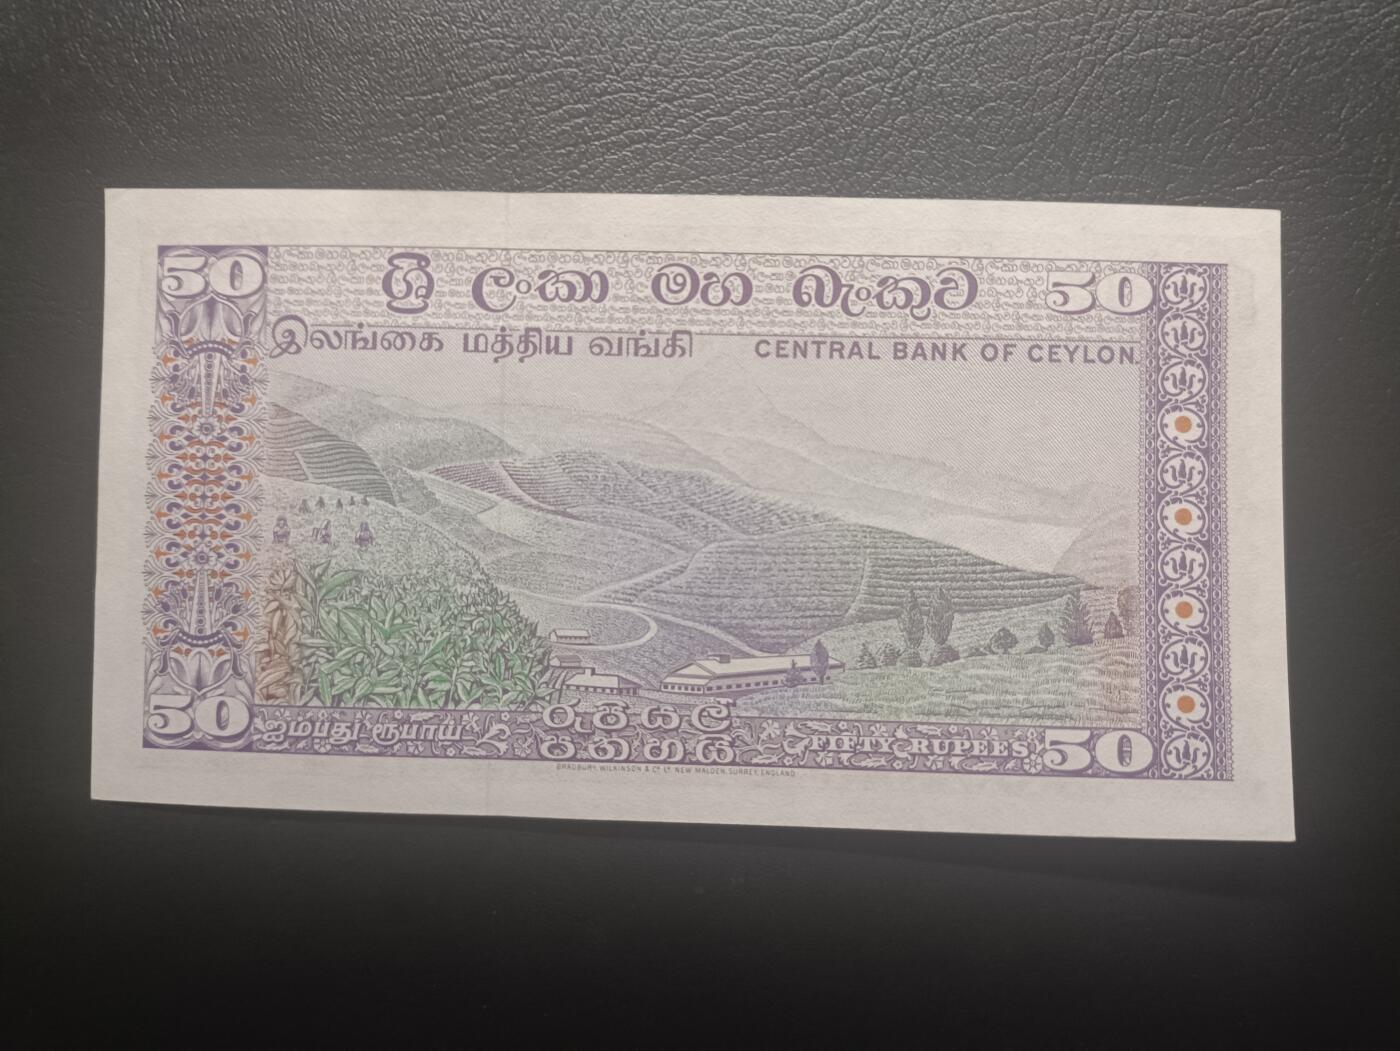 50 ශ්‍රී ලංකා මහ බැංකුව 50
இலங்கை மத்திய வங்கி CENTRAL BANK OF CEYLON.
50 ஐம்பது ரூபாய் රුපියල් FIFTY RUPEES 50
පනහයි
BRADBURY, WILKINSON & Cº Lᵈ NEW MALDEN, SURREY, ENGLAND